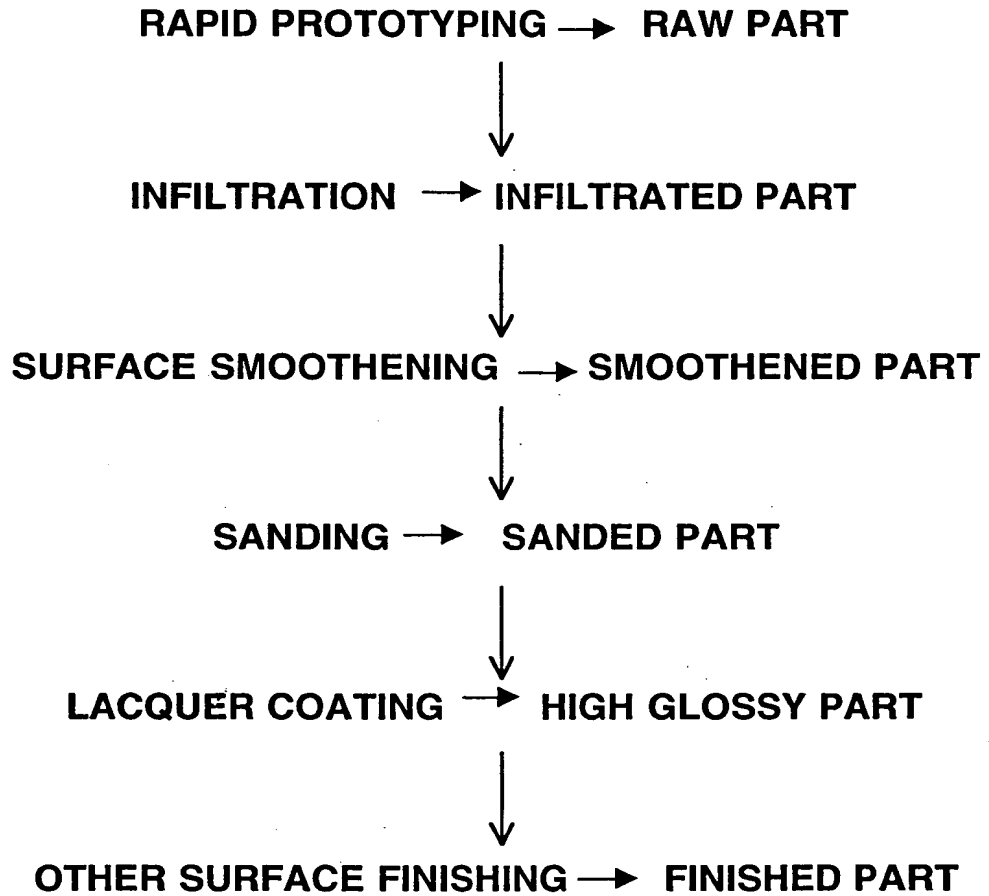 RAPID PROTOTYPING → RAW PART
INFILTRATION → INFILTRATED PART
SURFACE SMOOTHENING → SMOOTHENED PART
SANDING → SANDED PART
LACQUER COATING → HIGH GLOSSY PART
OTHER SURFACE FINISHING → FINISHED PART